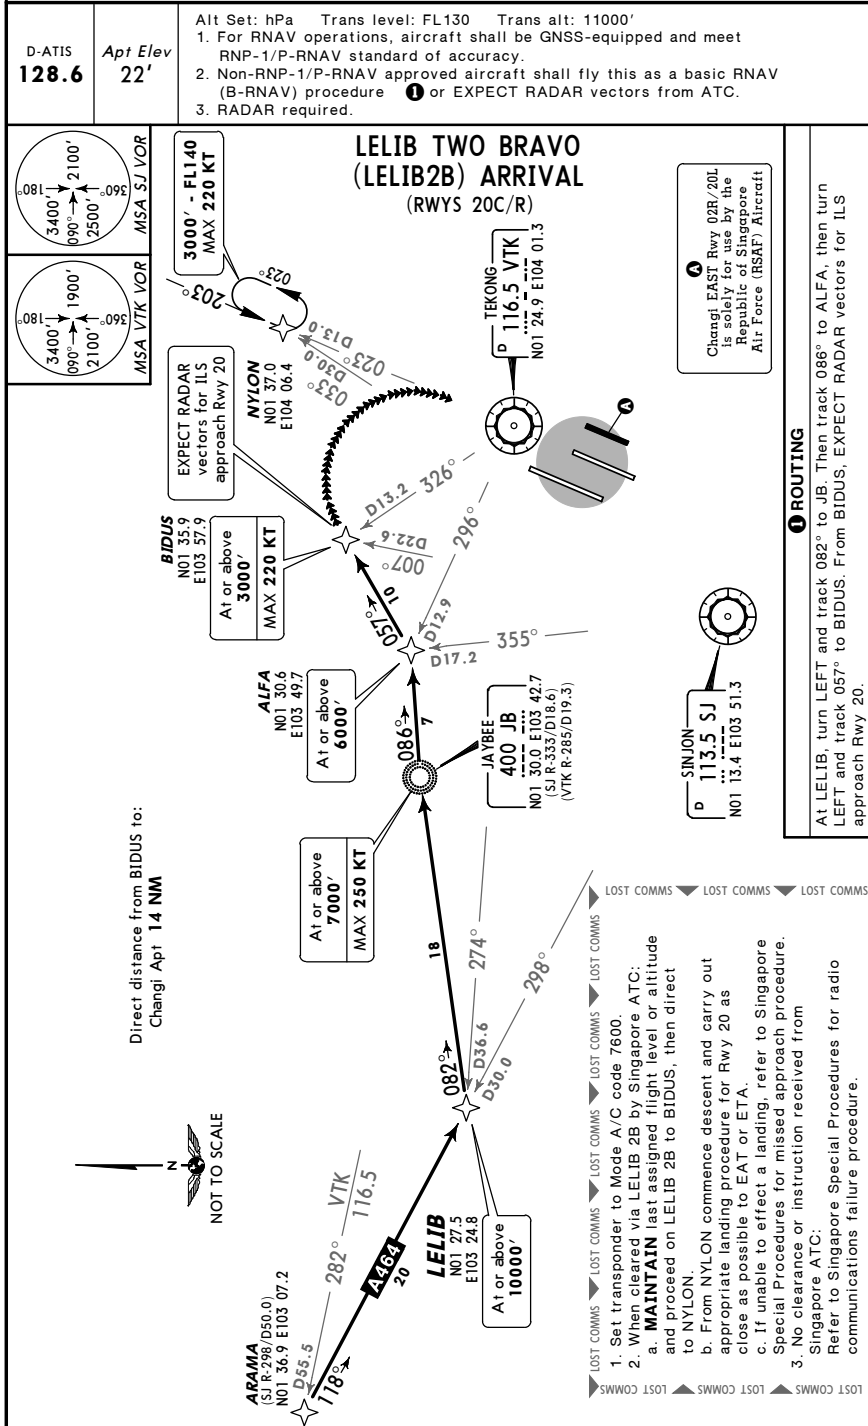 D-ATIS
128.6
Apt Elev
22'
Alt Set: hPa Trans level: FL130 Trans alt: 11000'
1. For RNAV operations, aircraft shall be GNSS-equipped and meet
RNP-1/P-RNAV standard of accuracy.
2. Non-RNP-1/P-RNAV approved aircraft shall fly this as a basic RNAV
(B-RNAV) procedure 1 or EXPECT RADAR vectors from ATC.
3. RADAR required.
LELIB TWO BRAVO
(LELIB2B) ARRIVAL
(RWYS 20C/R)
MSA SJ VOR
180°
360°
090°
3400'
2100'
2500'
MSA VTK VOR
180°
360°
090°
3400'
1900'
2100'
3000' - FL140
MAX 220 KT
203°
023°
NYLON
N01 37.0
E104 06.4
D13.0
023°
D30.0
033°
TEKONG
D 116.5 VTK
N01 24.9 E104 01.3
A
Changi EAST Rwy 02R/20L
is solely for use by the
Republic of Singapore
Air Force (RSAF) Aircraft
A
EXPECT RADAR
vectors for ILS
approach Rwy 20
BIDUS
N01 35.9
E103 57.9
At or above
3000'
MAX 220 KT
D13.2
326°
D22.6
007°
296°
D12.9
057°
10
ALFA
N01 30.6
E103 49.7
At or above
6000'
D17.2
355°
086°
7
JAYBEE
400 JB
N01 30.0 E103 42.7
(SJ R-333/D18.6)
(VTK R-285/D19.3)
At or above
7000'
MAX 250 KT
SINJON
D 113.5 SJ
N01 13.4 E103 51.3
Direct distance from BIDUS to:
Changi Apt 14 NM
18
274°
298°
082°
D36.6
D30.0
N
NOT TO SCALE
LELIB
N01 27.5
E103 24.8
At or above
10000'
282°
VTK
116.5
A464
20
ARAMA
(SJ R-298/D50.0)
N01 36.9 E103 07.2
D55.5
118°
1 ROUTING
At LELIB, turn LEFT and track 082° to JB. Then track 086° to ALFA, then turn
LEFT and track 057° to BIDUS. From BIDUS, EXPECT RADAR vectors for ILS
approach Rwy 20.
LOST COMMS LOST COMMS LOST COMMS LOST COMMS LOST COMMS
LOST COMMS LOST COMMS LOST COMMS
1. Set transponder to Mode A/C code 7600.
2. When cleared via LELIB 2B by Singapore ATC:
a. MAINTAIN last assigned flight level or altitude
and proceed on LELIB 2B to BIDUS, then direct
to NYLON.
b. From NYLON commence descent and carry out
appropriate landing procedure for Rwy 20 as
close as possible to EAT or ETA.
c. If unable to effect a landing, refer to Singapore
Special Procedures for missed approach procedure.
3. No clearance or instruction received from
Singapore ATC:
Refer to Singapore Special Procedures for radio
communications failure procedure.
LOST COMMS LOST COMMS LOST COMMS